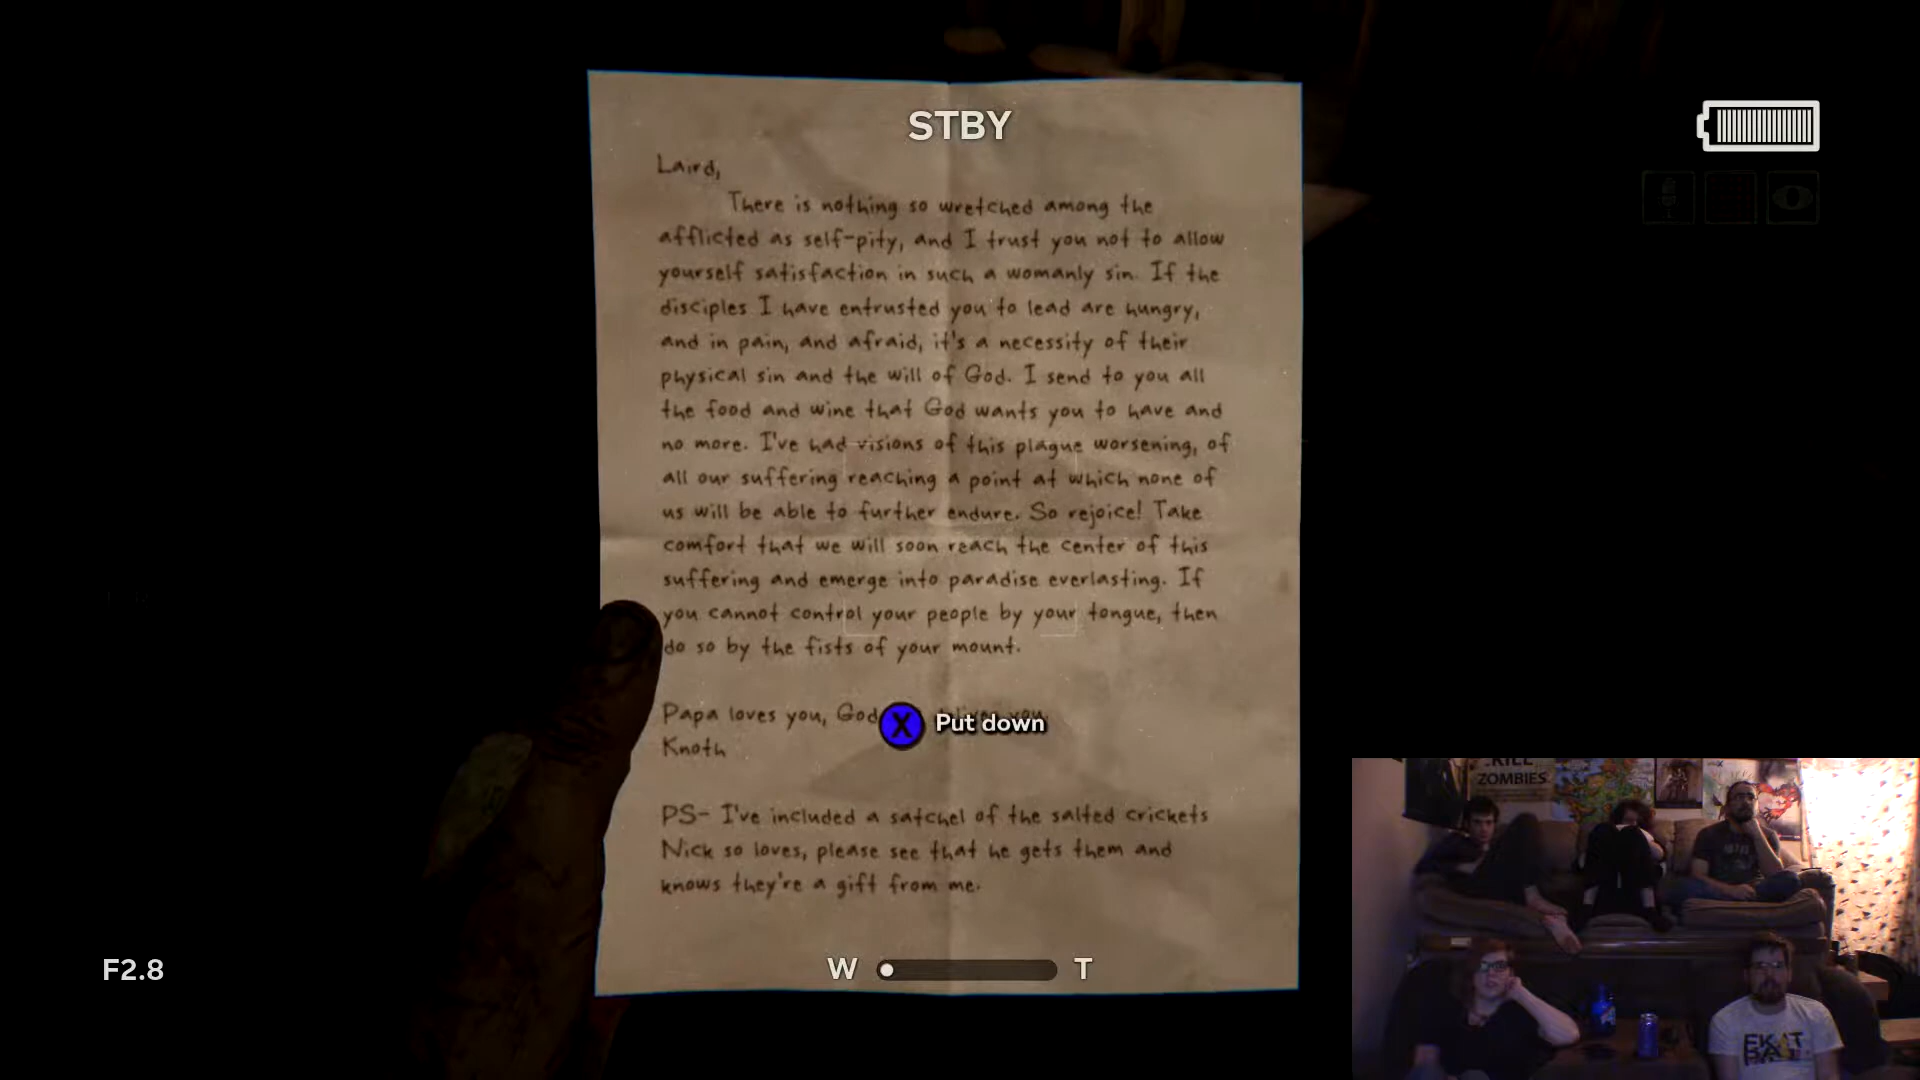 STBY
Laird,
There is nothing so wretched among the
afflicted as self-pity, and I trust you not to allow
yourself satisfaction in such a womanly sin. If the
disciples I have entrusted you to lead are hungry,
and in pain, and afraid, it's a necessity of their
physical sin and the will of God. I send to you all
the food and wine that God wants you to have and
no more. I've had visions of this plague worsening, of
all our suffering reaching a point at which none of
us will be able to further endure. So rejoice! Take
comfort that we will soon reach the center of this
suffering and emerge into paradise everlasting. If
you cannot control your people by your tongue, then
do so by the fists of your mount.
Papa loves you, God
X Put down
Knoth
PS- I've included a satchel of the salted crickets
Nick so loves, please see that he gets them and
knows they're a gift from me.
F2.8
W T
KILL
ZOMBIES